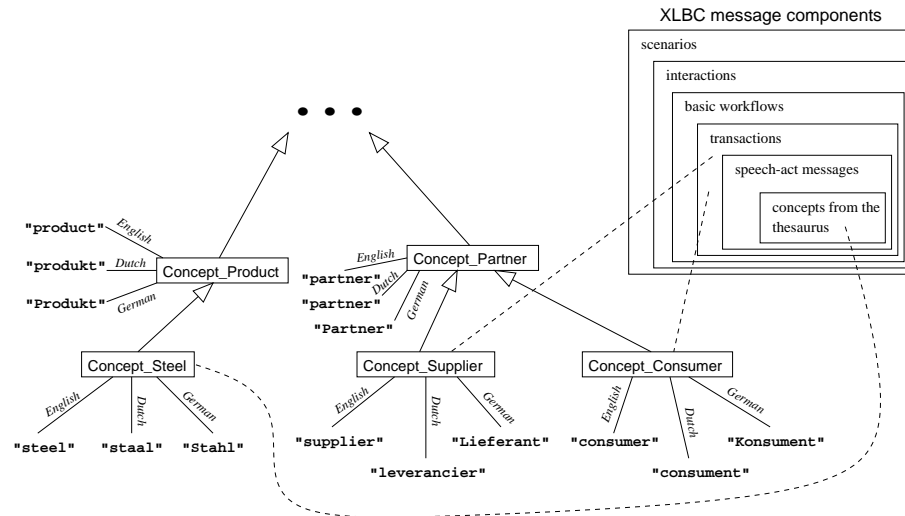 XLBC message components
scenarios
interactions
basic workflows
transactions
speech-act messages
concepts from the
thesaurus
• • •
"product"
English
"produkt"
Dutch
"Produkt"
German
Concept_Product
English
"partner"
Dutch
"partner"
German
"Partner"
Concept_Partner
Concept_Steel
English
Dutch
German
"steel"
"staal"
"Stahl"
Concept_Supplier
English
Dutch
German
"supplier"
"leverancier"
"Lieferant"
Concept_Consumer
English
Dutch
German
"consumer"
"consument"
"Konsument"